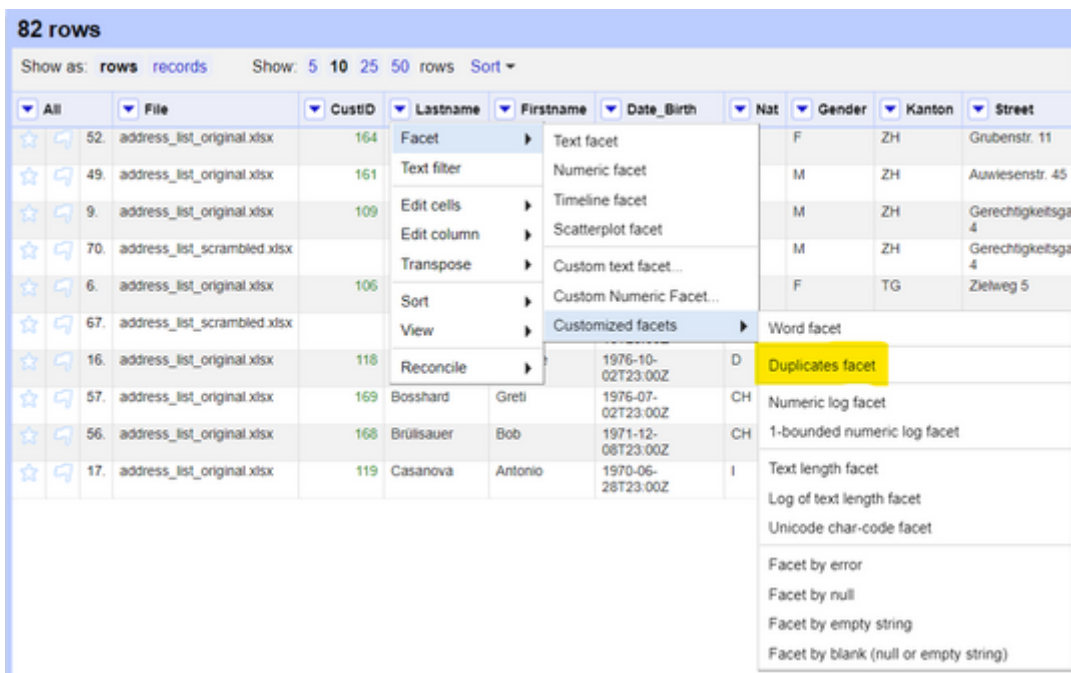 82 rows
Show as: rows records Show: 5 10 25 50 rows Sort
All File CustID Lastname Firstname Date_Birth Nat Gender Kanton Street
52. address_list_original.xlsx 164 F ZH Grubenstr. 11
49. address_list_original.xlsx 161 M ZH Auwiesenstr. 45
9. address_list_original.xlsx 109 M ZH Gerechtigkeitsga
4
70. address_list_scrambled.xlsx M ZH Gerechtigkeitsga
4
6. address_list_original.xlsx 106 F TG Zielweg 5
67. address_list_scrambled.xlsx
16. address_list_original.xlsx 118 1976-10- D
02T23:00Z
57. address_list_original.xlsx 169 Bosshard Greti 1976-07- CH
02T23:00Z
56. address_list_original.xlsx 168 Brülisauer Bob 1971-12- CH
08T23:00Z
17. address_list_original.xlsx 119 Casanova Antonio 1970-06- I
28T23:00Z
Facet
Text filter
Edit cells
Edit column
Transpose
Sort
View
Reconcile
Text facet
Numeric facet
Timeline facet
Scatterplot facet
Custom text facet...
Custom Numeric Facet...
Customized facets
Word facet
Duplicates facet
Numeric log facet
1-bounded numeric log facet
Text length facet
Log of text length facet
Unicode char-code facet
Facet by error
Facet by null
Facet by empty string
Facet by blank (null or empty string)